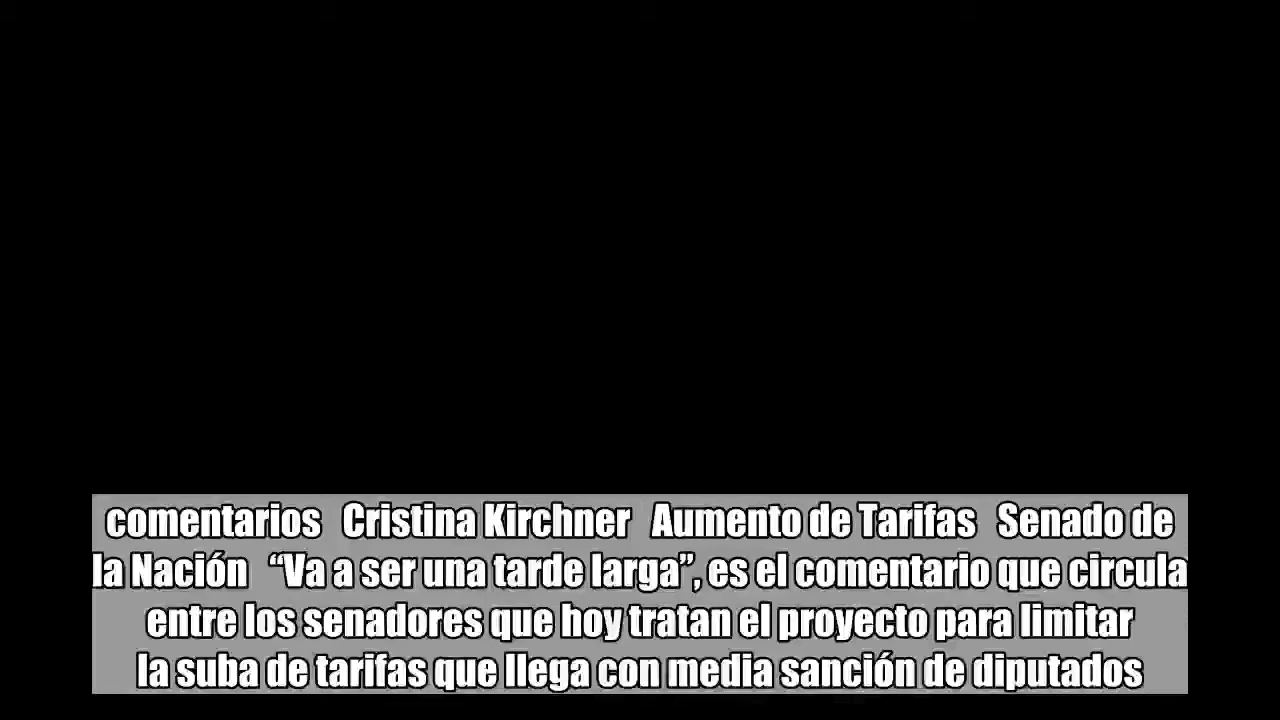 comentarios Cristina Kirchner Aumento de Tarifas Senado de
la Nación “Va a ser una tarde larga”, es el comentario que circula
entre los senadores que hoy tratan el proyecto para limitar
la suba de tarifas que llega con media sanción de diputados